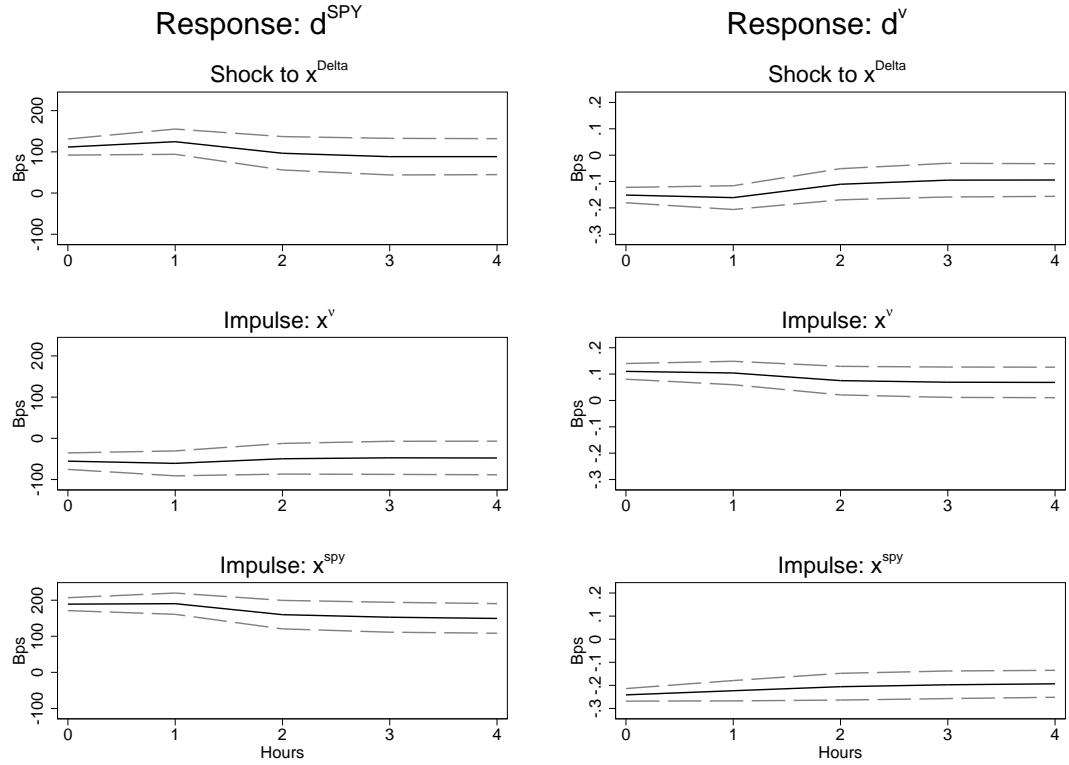 Response: d^SPY
Response: d^v
Shock to x^Delta
Bps
200
100
0
-100
0 1 2 3 4
Shock to x^Delta
Bps
.2
.1
0
-.1
-.2
-.3
0 1 2 3 4
Impulse: x^ν
Bps
200
100
0
-100
0 1 2 3 4
Impulse: x^ν
Bps
.2
.1
0
-.1
-.2
-.3
0 1 2 3 4
Impulse: x^spy
Bps
200
100
0
-100
0 1 2 3 4
Hours
Impulse: x^spy
Bps
.2
.1
0
-.1
-.2
-.3
0 1 2 3 4
Hours